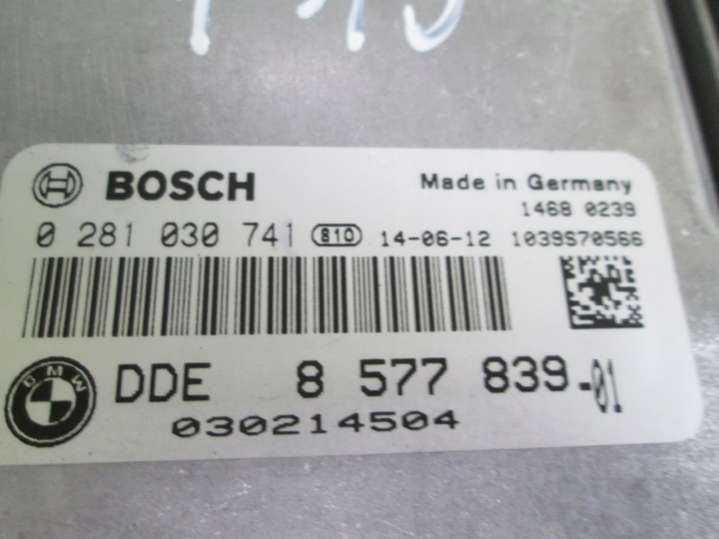 BOSCH
Made in Germany
1468 0239
0 281 030 741 810 14-06-12 1039S70566
BMW
DDE 8 577 839-01
030214504